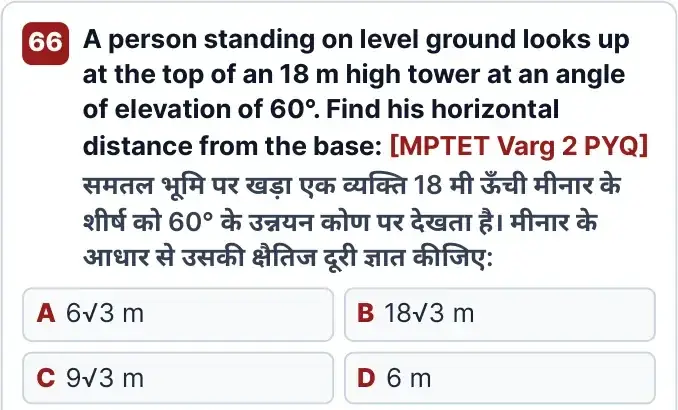 66 A person standing on level ground looks up
at the top of an 18 m high tower at an angle
of elevation of 60°. Find his horizontal
distance from the base: [MPTET Varg 2 PYQ]
समतल भूमि पर खड़ा एक व्यक्ति 18 मी ऊँची मीनार के
शीर्ष को 60° के उन्नयन कोण पर देखता है। मीनार के
आधार से उसकी क्षैतिज दूरी ज्ञात कीजिए:
A 6√3 m
B 18√3 m
C 9√3 m
D 6 m